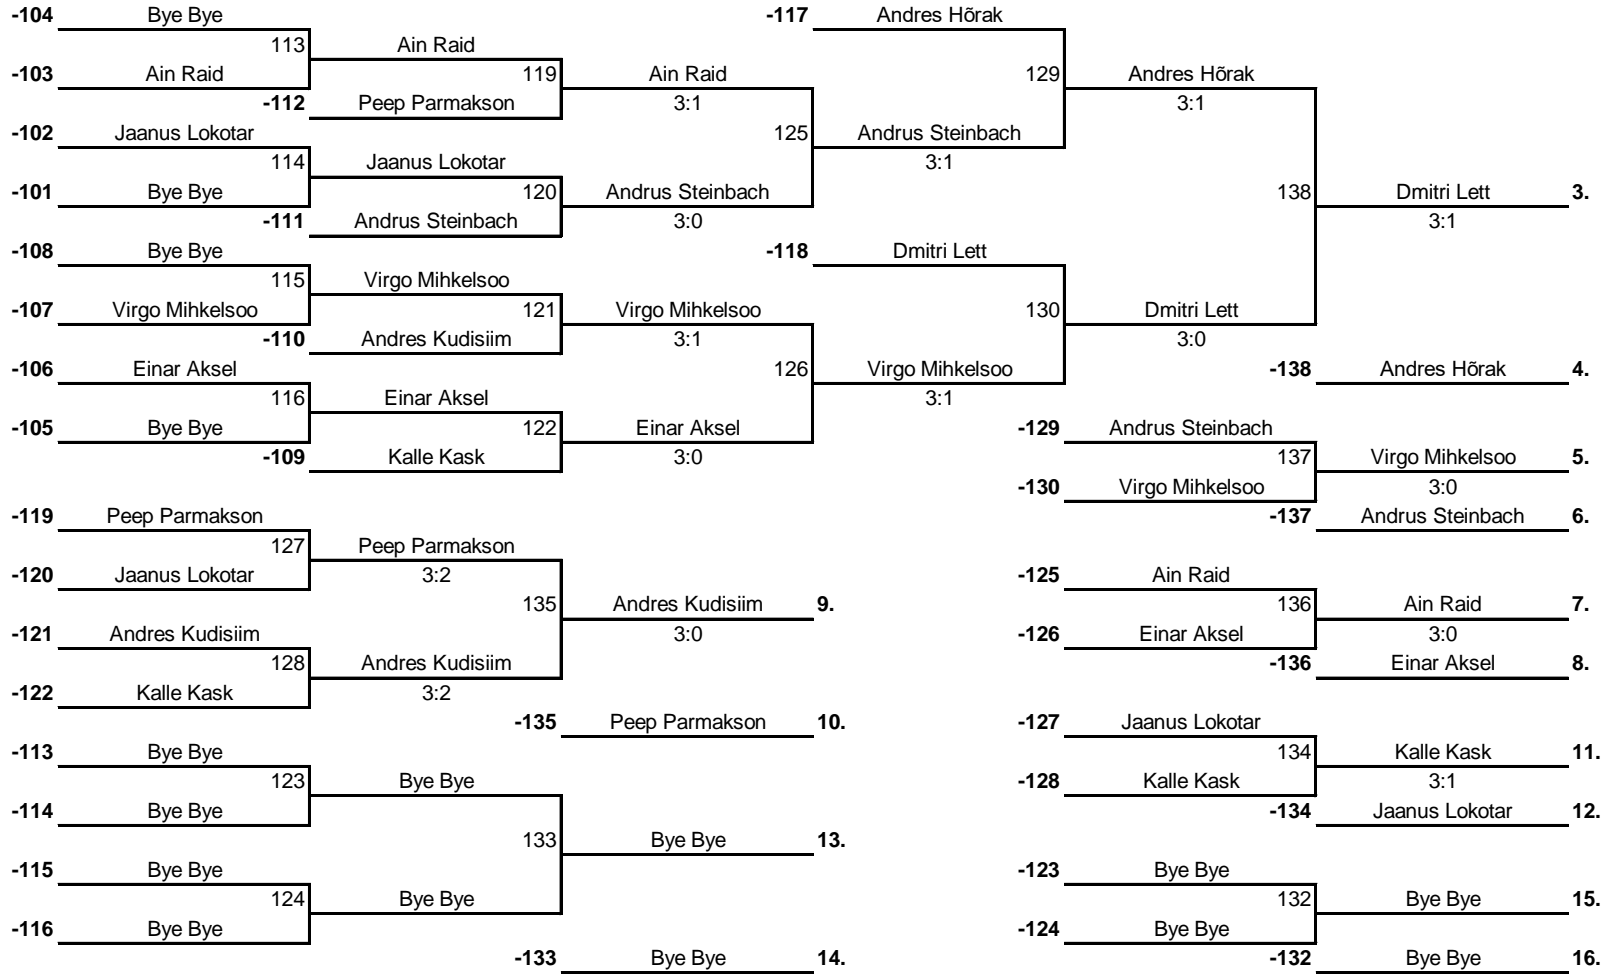 -104 Bye Bye -117 Andres Hõrak
113 Ain Raid
-103 Ain Raid 119 Ain Raid 129 Andres Hõrak
-112 Peep Parmakson 3:1 3:1
-102 Jaanus Lokotar 125 Andrus Steinbach
114 Jaanus Lokotar 3:1
-101 Bye Bye 120 Andrus Steinbach 138 Dmitri Lett 3.
-111 Andrus Steinbach 3:0 3:1
-108 Bye Bye -118 Dmitri Lett
115 Virgo Mihkelsoo
-107 Virgo Mihkelsoo 121 Virgo Mihkelsoo 130 Dmitri Lett
-110 Andres Kudisiim 3:1 3:0
-106 Einar Aksel 126 Virgo Mihkelsoo -138 Andres Hõrak 4.
116 Einar Aksel 3:1
-105 Bye Bye 122 Einar Aksel -129 Andrus Steinbach
-109 Kalle Kask 3:0 137 Virgo Mihkelsoo 5.
-130 Virgo Mihkelsoo 3:0
-119 Peep Parmakson -137 Andrus Steinbach 6.
127 Peep Parmakson
-120 Jaanus Lokotar 3:2 -125 Ain Raid
135 Andres Kudisiim 9. 136 Ain Raid 7.
-121 Andres Kudisiim 3:0 -126 Einar Aksel 3:0
128 Andres Kudisiim -136 Einar Aksel 8.
-122 Kalle Kask 3:2
-135 Peep Parmakson 10. -127 Jaanus Lokotar
-113 Bye Bye 134 Kalle Kask 11.
123 Bye Bye -128 Kalle Kask 3:1
-114 Bye Bye -134 Jaanus Lokotar 12.
133 Bye Bye 13.
-115 Bye Bye -123 Bye Bye
124 Bye Bye 132 Bye Bye 15.
-116 Bye Bye -124 Bye Bye
-133 Bye Bye 14. -132 Bye Bye 16.